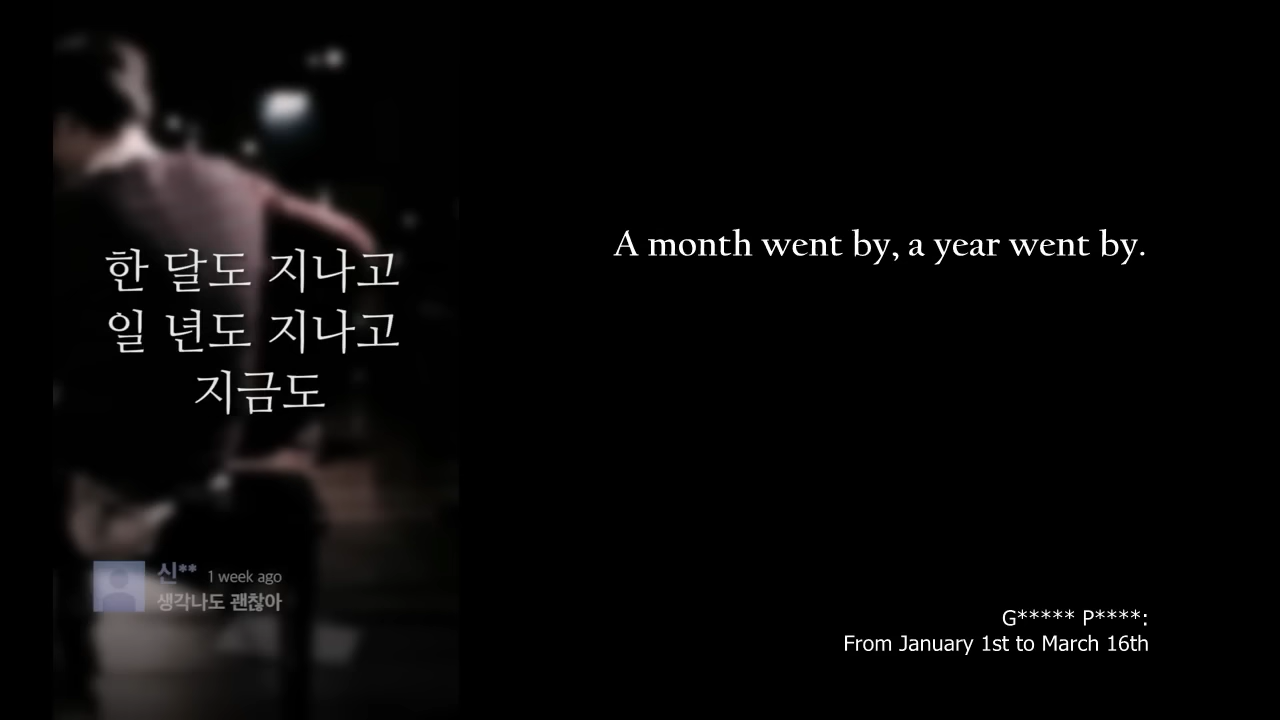 한 달도 지나고
일 년도 지나고
지금도
신** 1 week ago
생각나도 괜찮아
A month went by, a year went by.
G***** P****:
From January 1st to March 16th